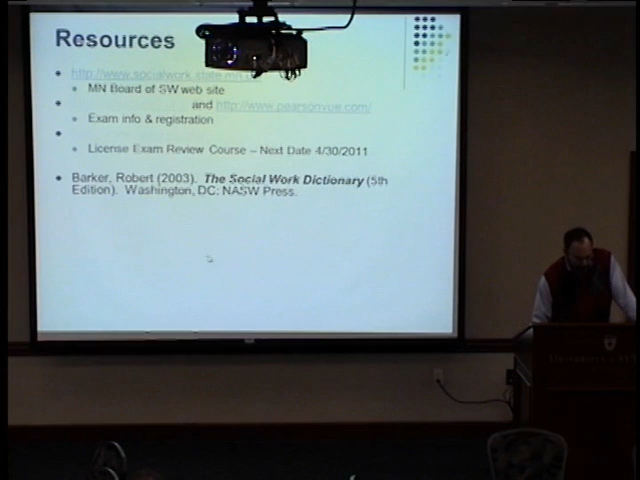 Resources
http://www.socialwork.state.mn
MN Board of SW web site
and http://www.pearsonvue.com/
Exam info & registration
License Exam Review Course – Next Date 4/30/2011
Barker, Robert (2003). The Social Work Dictionary (5th
Edition). Washington, DC: NASW Press.